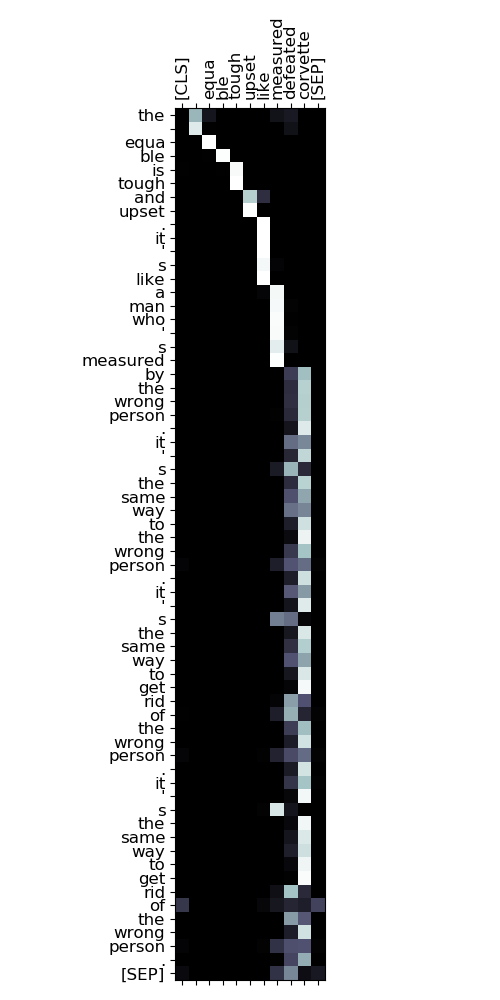 [CLS]
equa
ble
tough
upset
like
measured
defeated
corvette
[SEP]
the
equa
ble
is
tough
and
upset
.
it
'
s
like
a
man
who
'
s
measured
by
the
wrong
person
.
it
'
s
the
same
way
to
the
wrong
person
.
it
'
s
the
same
way
to
get
rid
of
the
wrong
person
.
it
'
s
the
same
way
to
get
rid
of
the
wrong
person
.
[SEP]